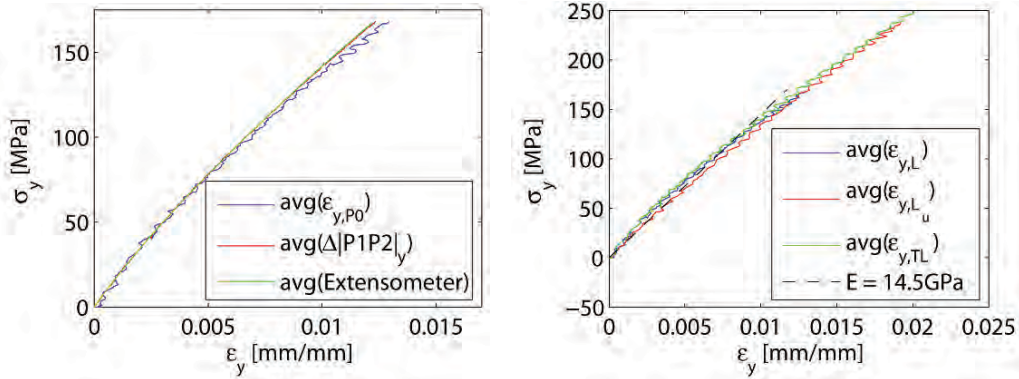 150
100
50
0
σy [MPa]
avg(εy,P0)
avg(Δ|P1P2|y)
avg(Extensometer)
0 0.005 0.01 0.015
εy [mm/mm]
250
200
150
100
50
0
−50
σy [MPa]
avg(εy,L)
avg(εy,Lu)
avg(εy,TL)
E = 14.5GPa
0 0.005 0.01 0.015 0.02 0.025
εy [mm/mm]